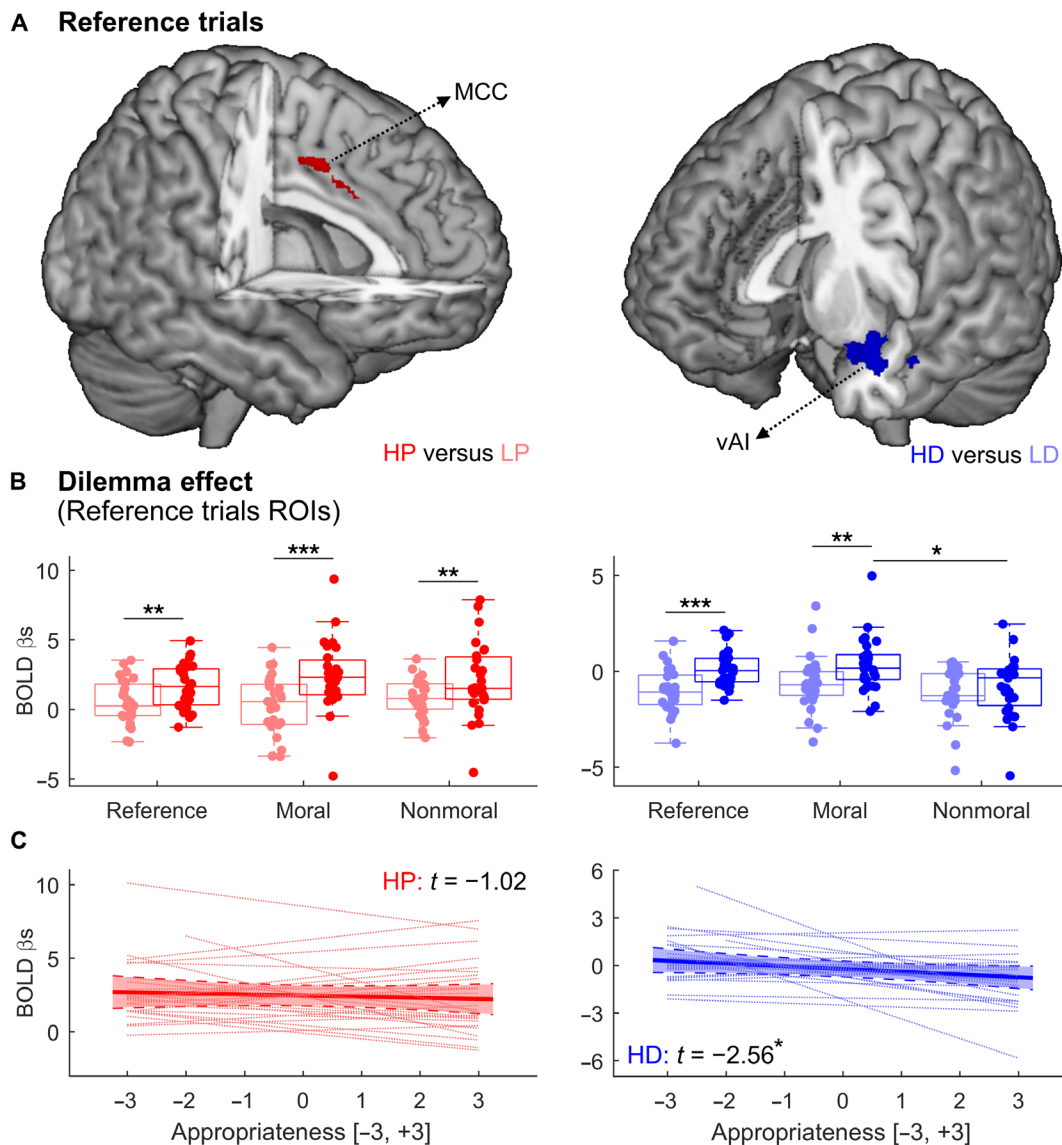 A Reference trials
MCC
HP versus LP
vAI
HD versus LD
B Dilemma effect
(Reference trials ROIs)
BOLD βs
10
5
0
−5
**
***
**
Reference
Moral
Nonmoral
5
0
−5
***
**
*
Reference
Moral
Nonmoral
C
BOLD βs
10
5
0
HP: t = −1.02
−3 −2 −1 0 1 2 3
Appropriateness [−3, +3]
6
3
0
−3
−6
HD: t = −2.56*
−3 −2 −1 0 1 2 3
Appropriateness [−3, +3]